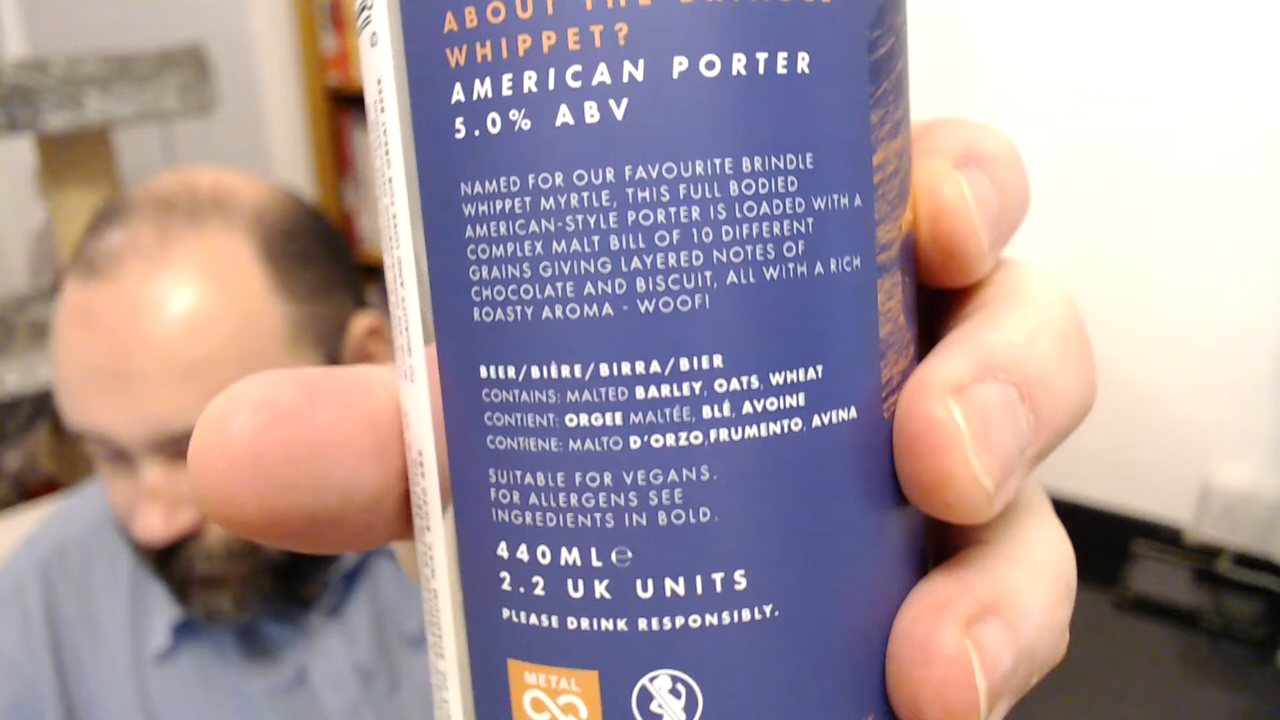 ABOUT THE BRINDLE
WHIPPET?
AMERICAN PORTER
5.0% ABV
NAMED FOR OUR FAVOURITE BRINDLE
WHIPPET MYRTLE, THIS FULL BODIED
AMERICAN-STYLE PORTER IS LOADED WITH A
COMPLEX MALT BILL OF 10 DIFFERENT
GRAINS GIVING LAYERED NOTES OF
CHOCOLATE AND BISCUIT, ALL WITH A RICH
ROASTY AROMA - WOOF!
BEER/BIÈRE/BIRRA/BIER
CONTAINS: MALTED BARLEY, OATS, WHEAT
CONTIENT: ORGEE MALTÉE, BLÉ, AVOINE
CONTIENE: MALTO D'ORZO,FRUMENTO, AVENA
SUITABLE FOR VEGANS.
FOR ALLERGENS SEE
INGREDIENTS IN BOLD.
440ML℮
2.2 UK UNITS
PLEASE DRINK RESPONSIBLY.
METAL